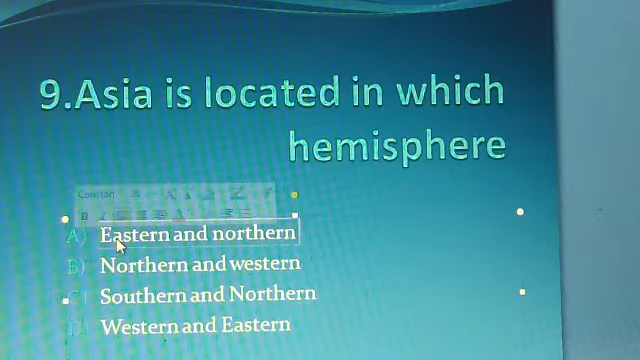 9.Asia is located in which
hemisphere
Constan
A) Eastern and northern
B) Northern and western
C) Southern and Northern
D) Western and Eastern